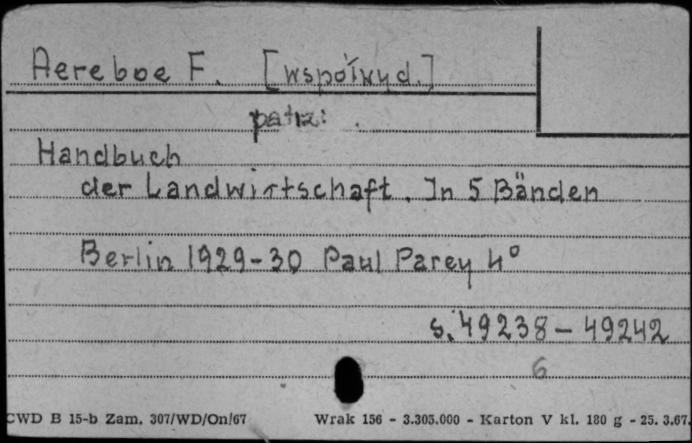 Aereboe F. [współwyd.]
patrz:
Handbuch
der Landwirtschaft. In 5 Bänden
Berlin 1929-30 Paul Parey 4°
s. 49238 - 49242
6
CWD B 15-b Zam. 307/WD/On/67 Wrak 156 - 3.305.000 - Karton V kl. 180 g - 25. 3.67.